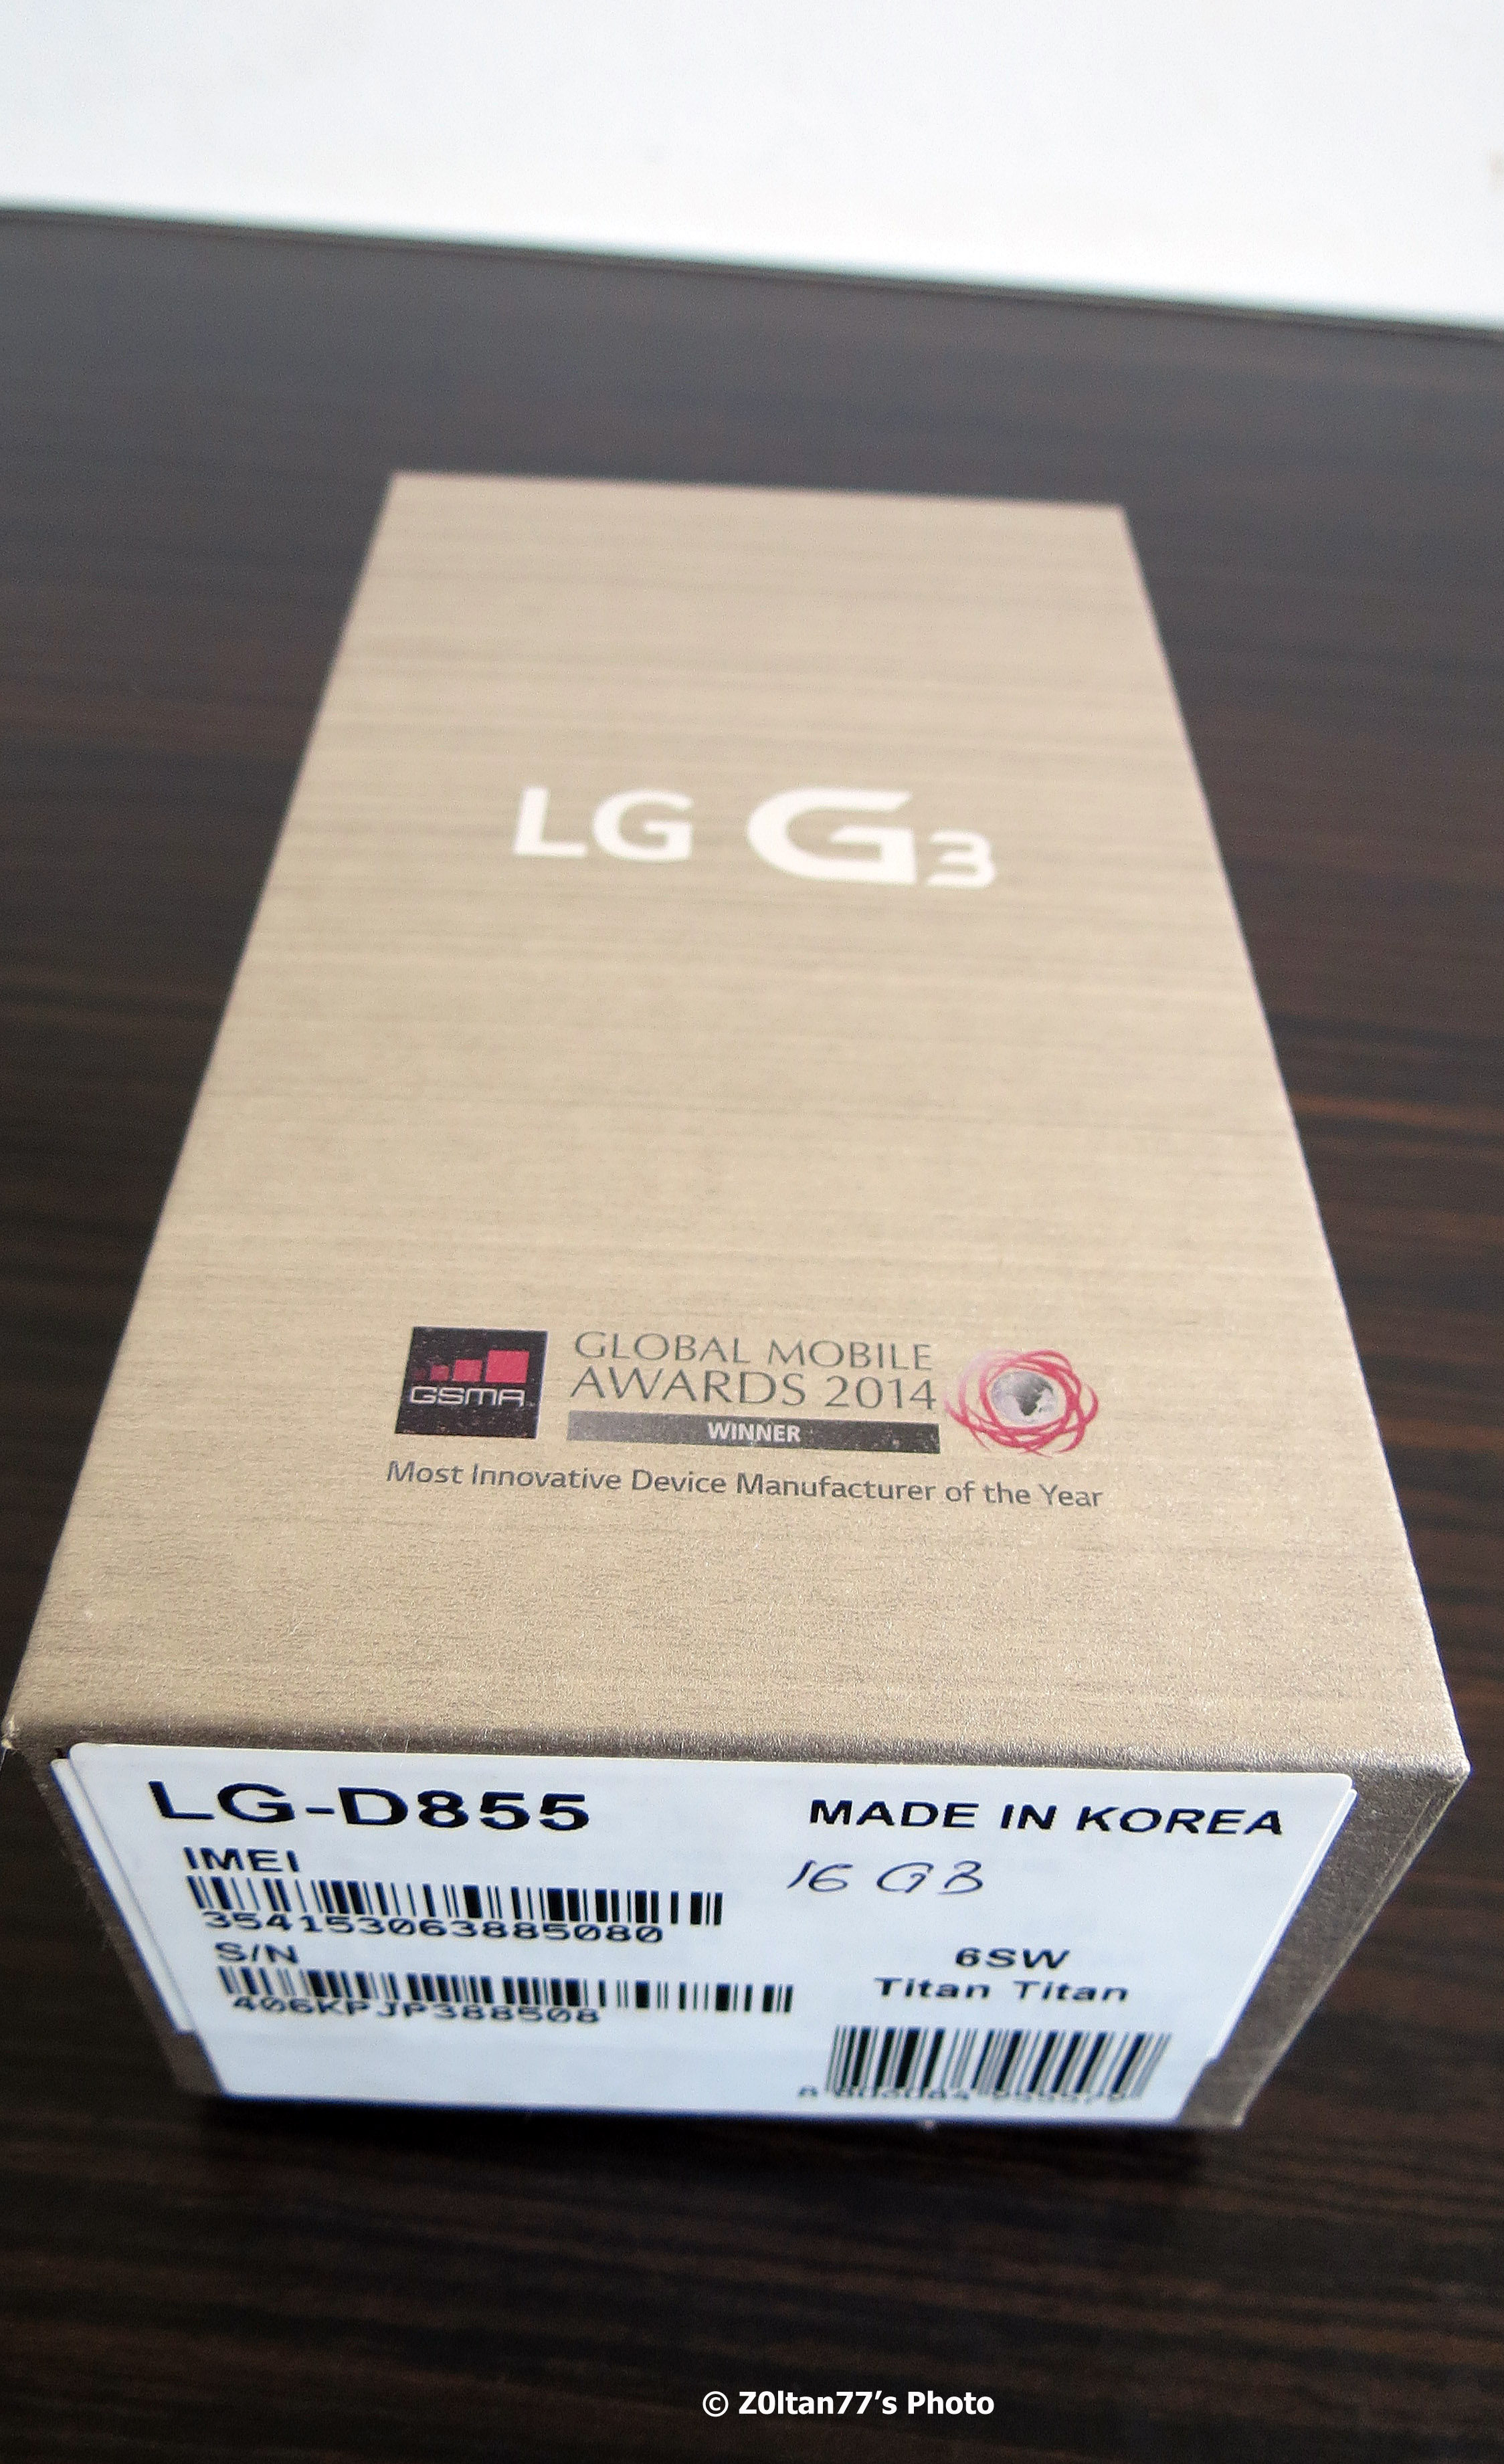 LG G3
GSMA
GLOBAL MOBILE
AWARDS 2014
WINNER
Most Innovative Device Manufacturer of the Year
LG-D855
MADE IN KOREA
IMEI
16 GB
354153063885080
S/N
6SW
Titan Titan
406KPJP388508
© Z0ltan77’s Photo